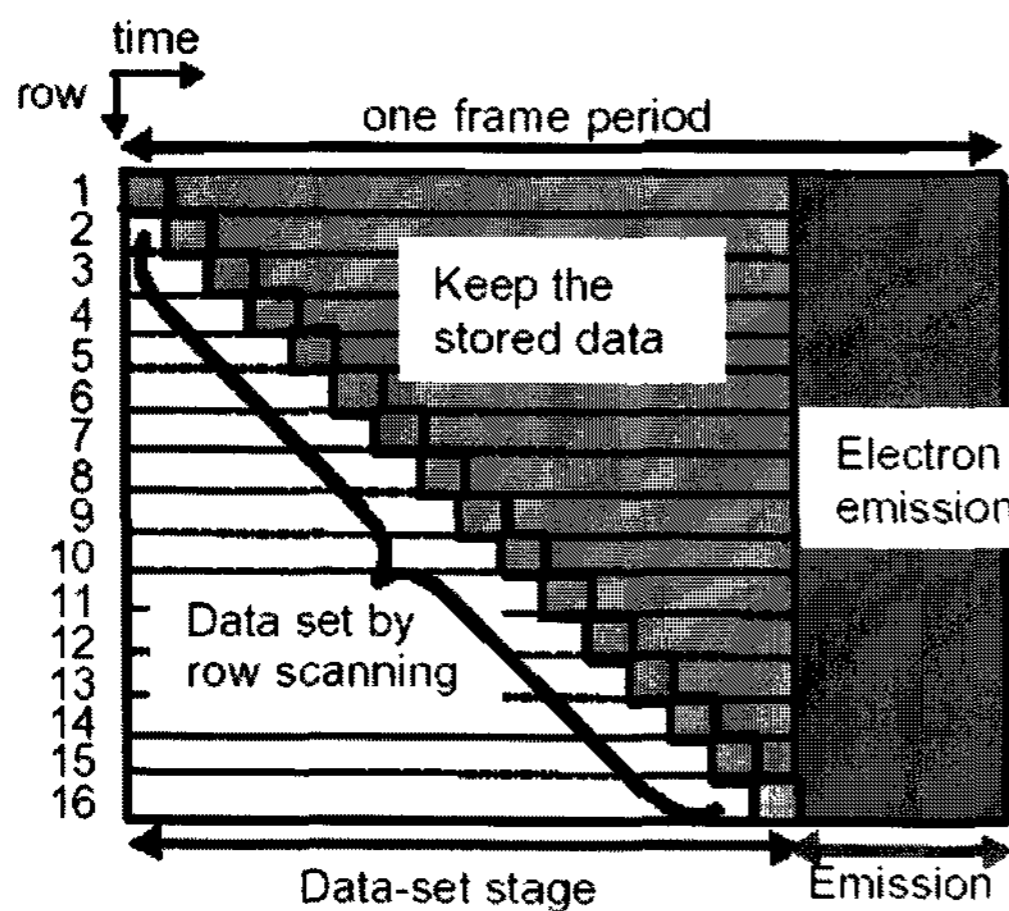 time
row
one frame period
1
2
3
4
5
6
7
8
9
10
11
12
13
14
15
16
Keep the
stored data
Electron
emission
Data set by
row scanning
Data-set stage
Emission